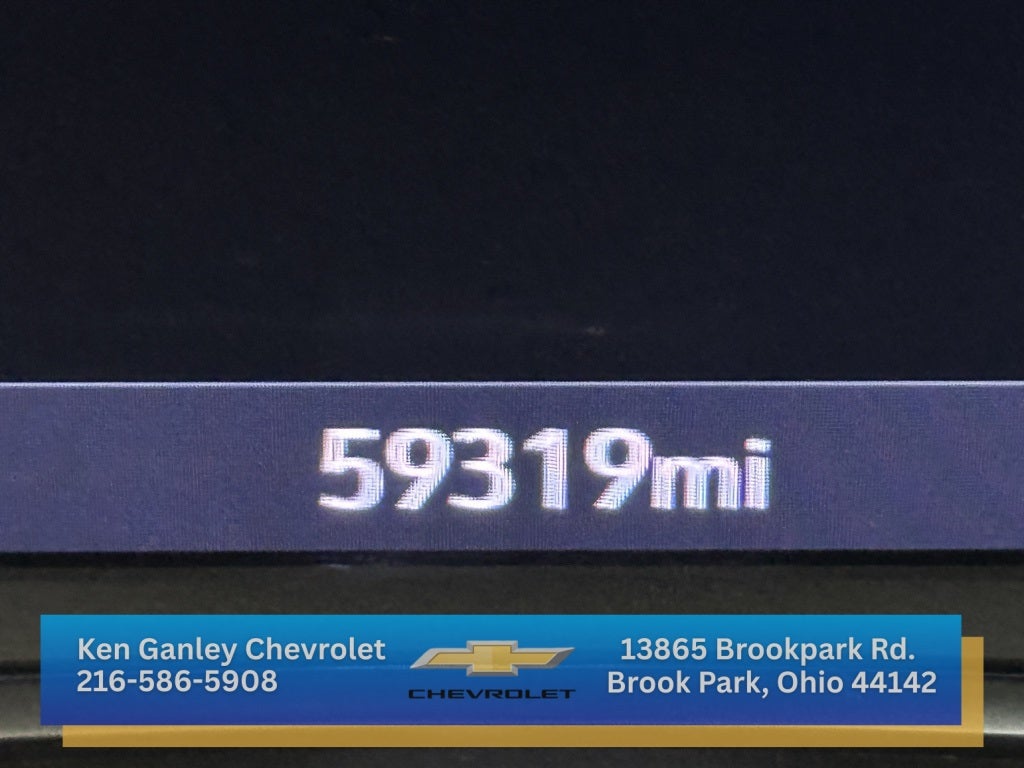 59319mi
Ken Ganley Chevrolet
216-586-5908
CHEVROLET
13865 Brookpark Rd.
Brook Park, Ohio 44142